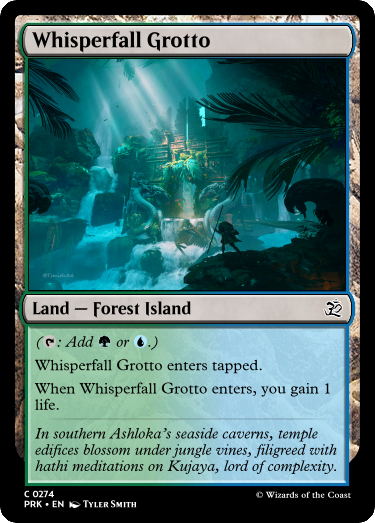 Whisperfall Grotto
Land — Forest Island
(: Add or .)
Whisperfall Grotto enters tapped.
When Whisperfall Grotto enters, you gain 1
life.
In southern Ashloka's seaside caverns, temple
edifices blossom under jungle vines, filigreed with
hathi meditations on Kujaya, lord of complexity.
C 0274
PRK • EN Tyler Smith
© Wizards of the Coast